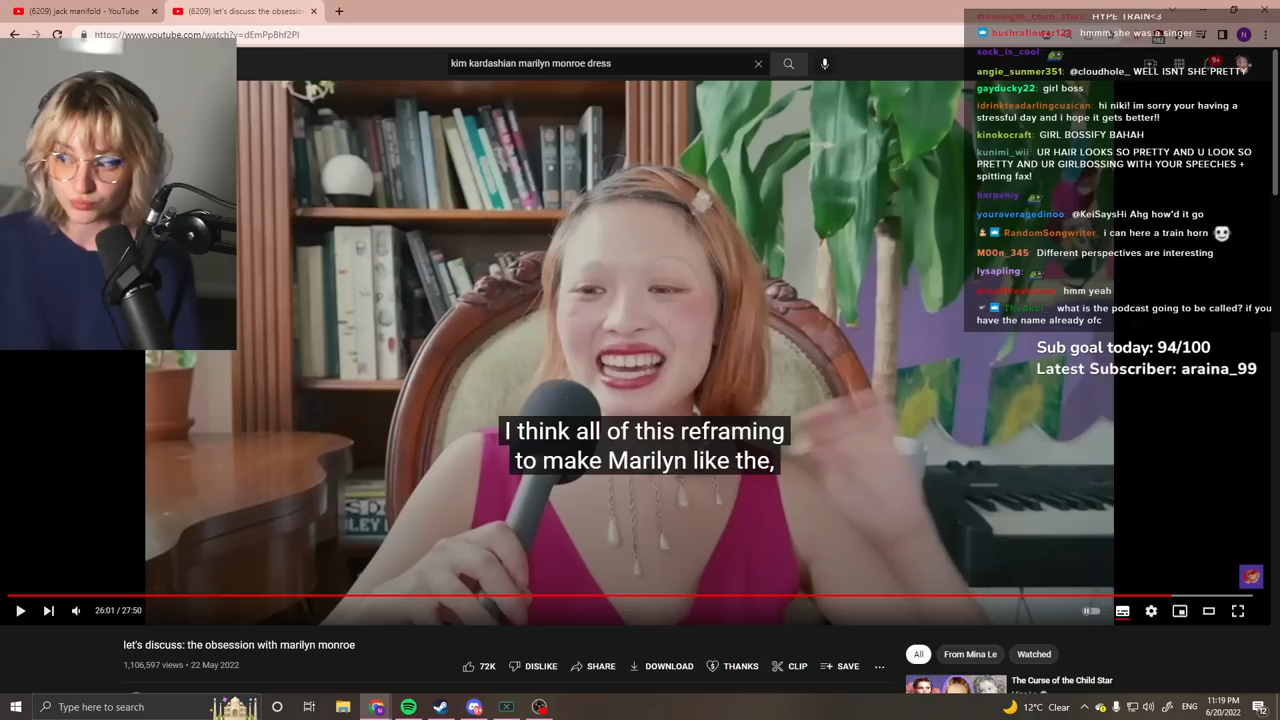 (6209) jack manifold - YouTube
(6209) let's discuss: the obsession
https://www.youtube.com/watch?v=dEmPpBhf2PI
kim kardashian marilyn monroe dress
HYPE TRAIN<3
bushraflower123: hmmm she was a singer
sock_is_cool
angie_sunmer351: @cloudhole_ WELL ISNT SHE PRETTY
gayducky22: girl boss
idrinkteadarlingcuzican: hi niki! im sorry your having a
stressful day and i hope it gets better!!
kinokocraft: GIRL BOSSIFY BAHAH
kunimi_wii: UR HAIR LOOKS SO PRETTY AND U LOOK SO
PRETTY AND UR GIRLBOSSING WITH YOUR SPEECHES +
spitting fax!
harpeniy
youraveragedinoo: @KeiSaysHi Ahg how'd it go
RandomSongwriter: i can here a train horn
M00n_345: Different perspectives are interesting
lysapling:
hmm yeah
what is the podcast going to be called? if you
have the name already ofc
Sub goal today: 94/100
Latest Subscriber: araina_99
I think all of this reframing
to make Marilyn like the,
26:01 / 27:50
let's discuss: the obsession with marilyn monroe
1,106,597 views • 22 May 2022
72K DISLIKE SHARE DOWNLOAD THANKS CLIP SAVE
All From Mina Le Watched
The Curse of the Child Star
Type here to search
12°C Clear
11:19 PM
6/20/2022
12